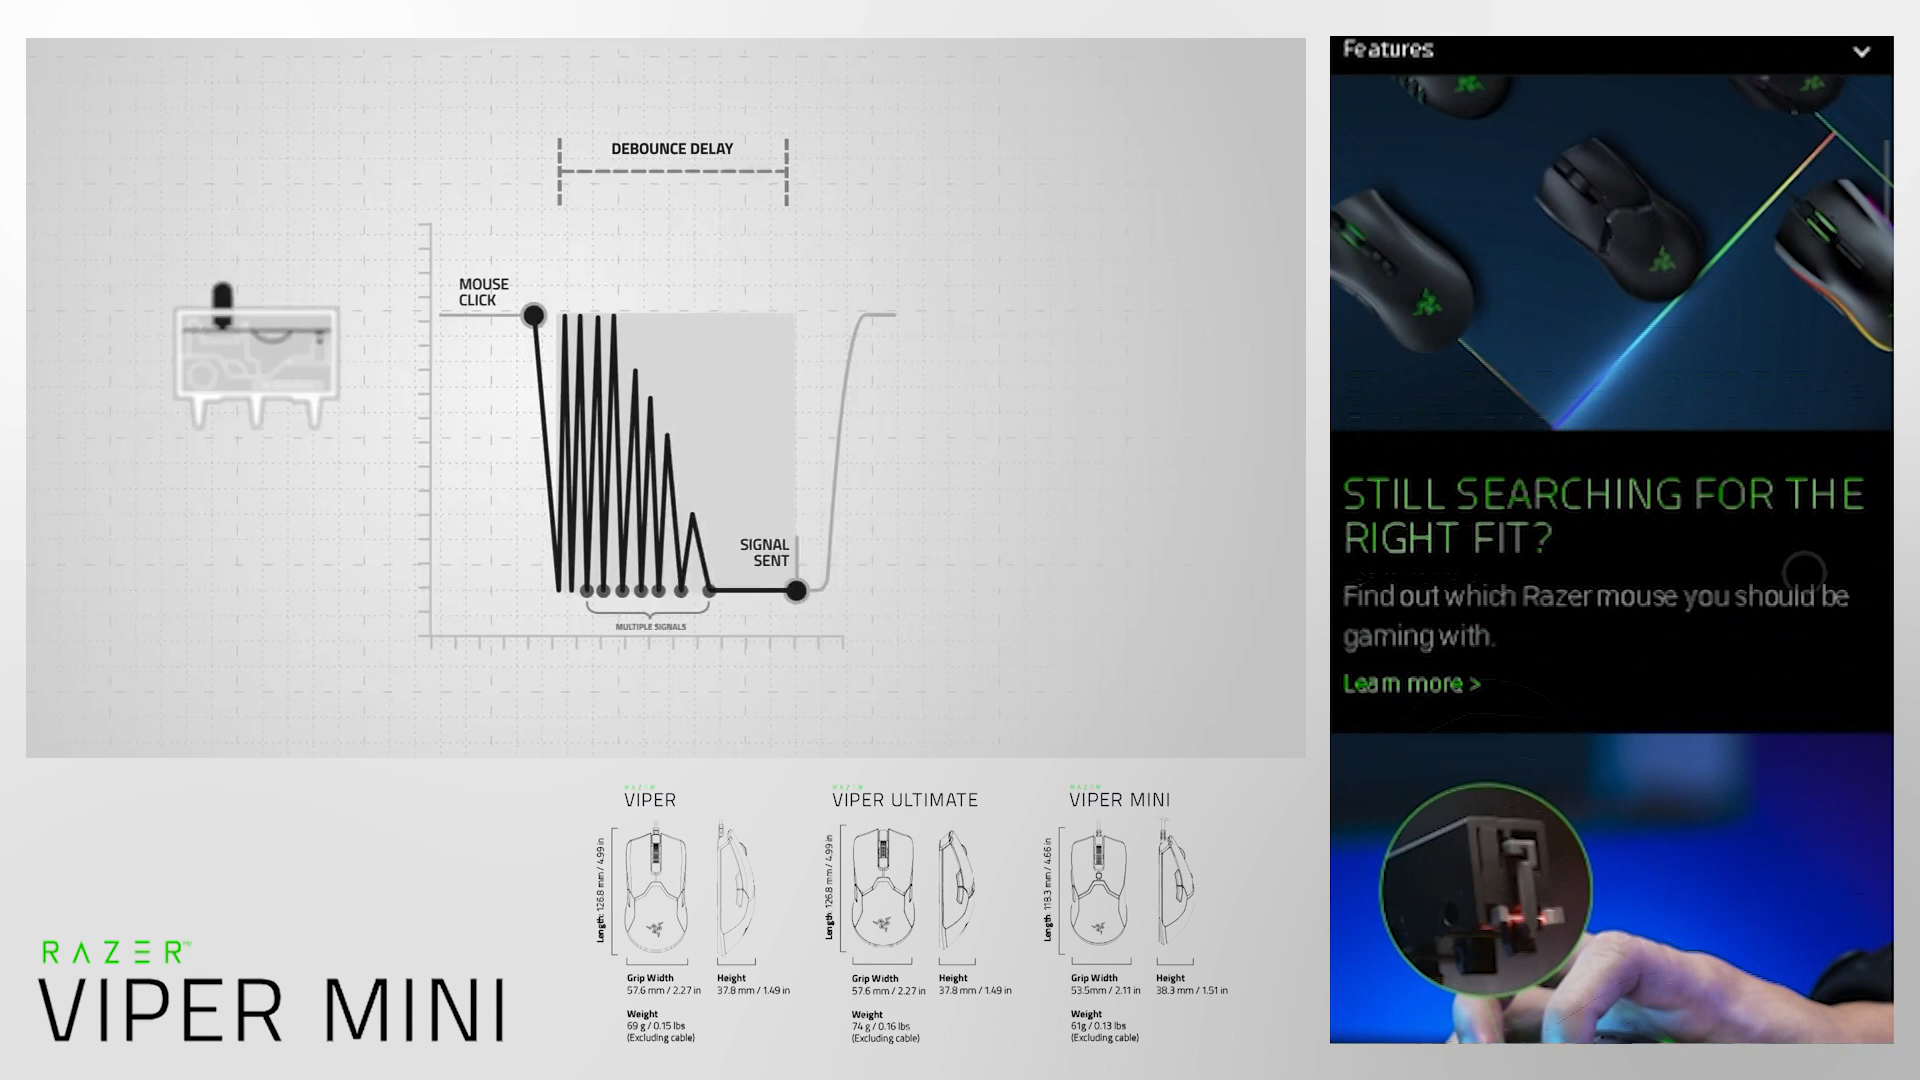 DEBOUNCE DELAY
MOUSE
CLICK
SIGNAL
SENT
MULTIPLE SIGNALS
Features
STILL SEARCHING FOR THE
RIGHT FIT?
Find out which Razer mouse you should be
gaming with.
Learn more >
RAZER
VIPER
Length: 126.8 mm / 4.99 in
Grip Width
57.6 mm / 2.27 in
Height
37.8 mm / 1.49 in
Weight
69 g / 0.15 lbs
(Excluding cable)
RAZER
VIPER ULTIMATE
Length 126.8 mm / 4.99 in
Grip Width
57.6 mm / 2.27 in
Height
37.8 mm / 1.49 in
Weight
74 g / 0.16 lbs
(Excluding cable)
RAZER
VIPER MINI
Length 118.3 mm / 4.66 in
Grip Width
53.5mm / 2.11 in
Height
38.3 mm / 1.51 in
Weight
61g / 0.13 lbs
(Excluding cable)
RAZER™
VIPER MINI